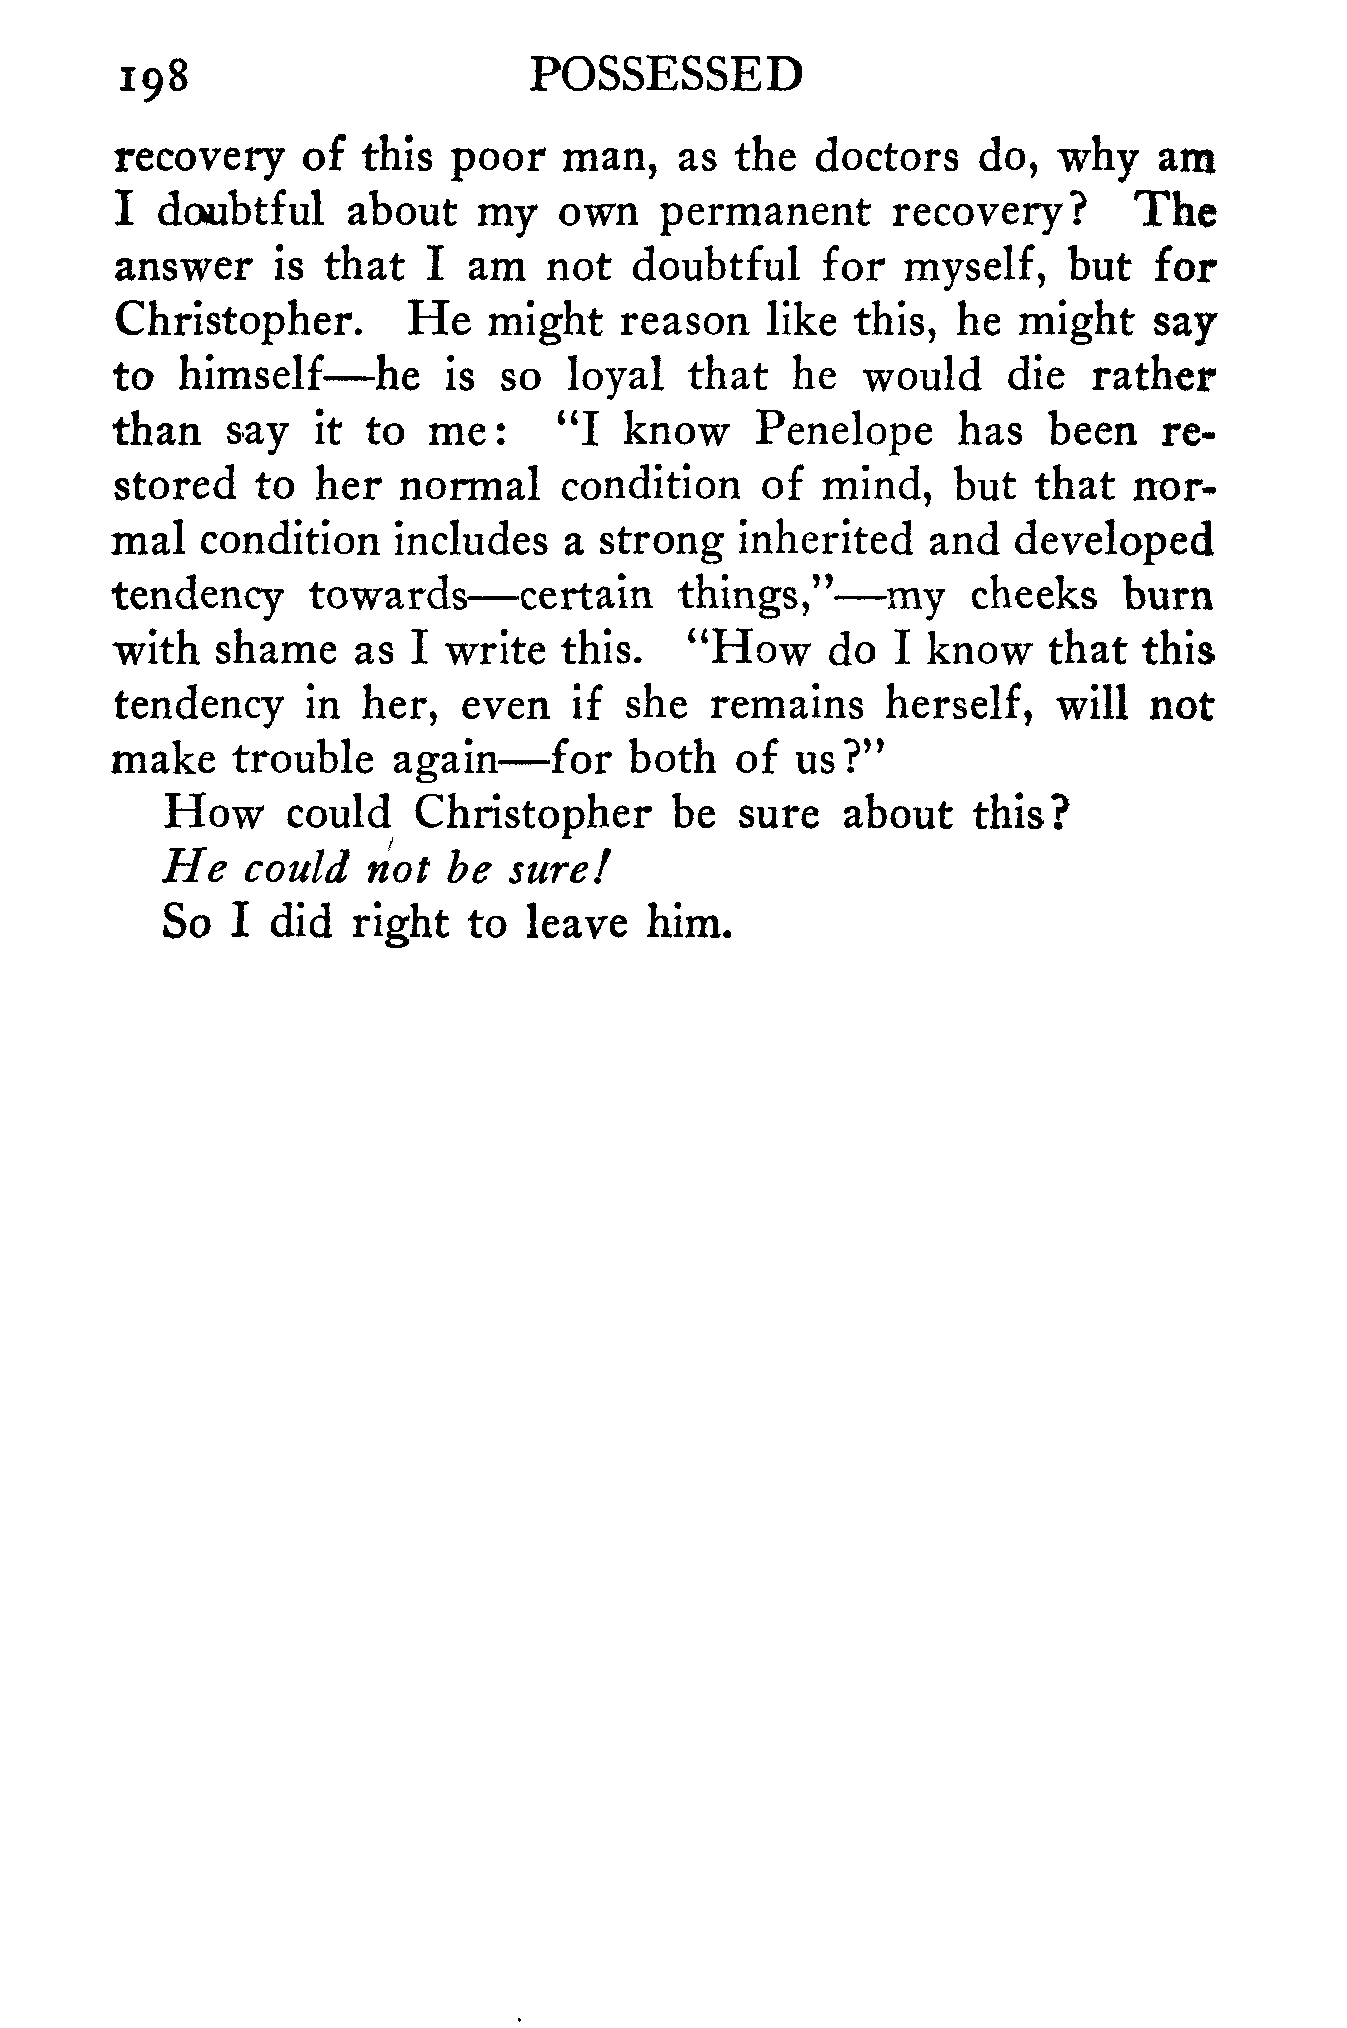 198 POSSESSED
recovery of this poor man, as the doctors do, why am
I doubtful about my own permanent recovery? The
answer is that I am not doubtful for myself, but for
Christopher. He might reason like this, he might say
to himself—he is so loyal that he would die rather
than say it to me: "I know Penelope has been re-
stored to her normal condition of mind, but that nor-
mal condition includes a strong inherited and developed
tendency towards—certain things,"—my cheeks burn
with shame as I write this. "How do I know that this
tendency in her, even if she remains herself, will not
make trouble again—for both of us?"
How could Christopher be sure about this?
He could not be sure!
So I did right to leave him.